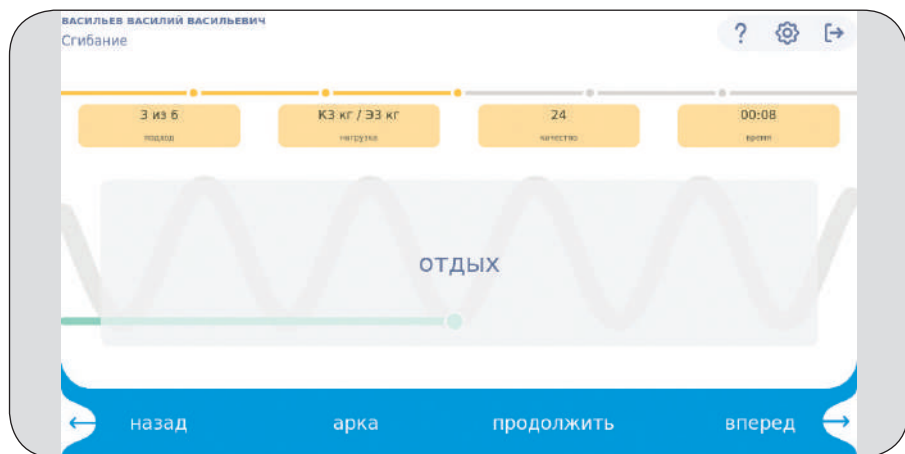 ВАСИЛЬЕВ ВАСИЛИЙ ВАСИЛЬЕВИЧ
Сгибание
?
3 из 6
подход
К3 кг / Э3 кг
нагрузка
24
качество
00:08
время
ОТДЫХ
назад
арка
продолжить
вперед